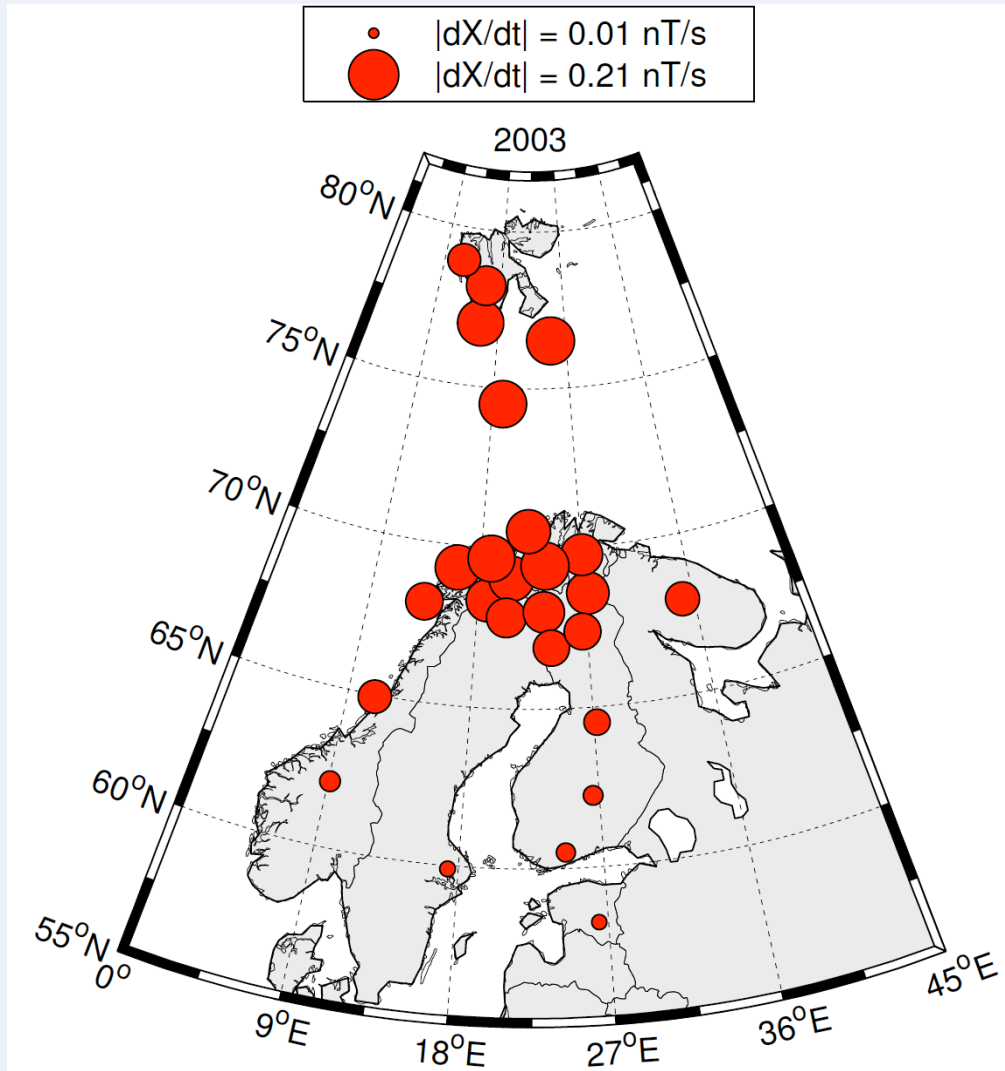 |dX/dt| = 0.01 nT/s
|dX/dt| = 0.21 nT/s
2003
80°N
75°N
70°N
65°N
60°N
55°N
0°
9°E
18°E
27°E
36°E
45°E